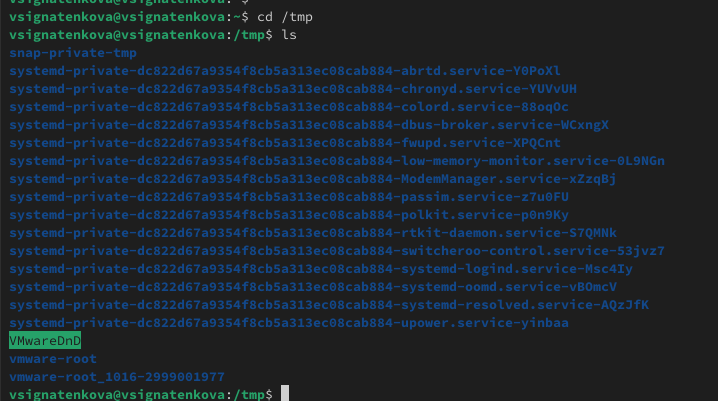 vsignatenkova@vsignatenkova:~$ cd /tmp
vsignatenkova@vsignatenkova:/tmp$ ls
snap-private-tmp
systemd-private-dc822d67a9354f8cb5a313ec08cab884-abrtd.service-Y0PoXl
systemd-private-dc822d67a9354f8cb5a313ec08cab884-chronyd.service-YUVvUH
systemd-private-dc822d67a9354f8cb5a313ec08cab884-colord.service-88oqOc
systemd-private-dc822d67a9354f8cb5a313ec08cab884-dbus-broker.service-WCxngX
systemd-private-dc822d67a9354f8cb5a313ec08cab884-fwupd.service-XPQCnt
systemd-private-dc822d67a9354f8cb5a313ec08cab884-low-memory-monitor.service-0L9NGn
systemd-private-dc822d67a9354f8cb5a313ec08cab884-ModemManager.service-xZzqBj
systemd-private-dc822d67a9354f8cb5a313ec08cab884-passim.service-z7u0FU
systemd-private-dc822d67a9354f8cb5a313ec08cab884-polkit.service-p0n9Ky
systemd-private-dc822d67a9354f8cb5a313ec08cab884-rtkit-daemon.service-S7QMNk
systemd-private-dc822d67a9354f8cb5a313ec08cab884-switcheroo-control.service-53jvz7
systemd-private-dc822d67a9354f8cb5a313ec08cab884-systemd-logind.service-Msc4Iy
systemd-private-dc822d67a9354f8cb5a313ec08cab884-systemd-oomd.service-vBOmcV
systemd-private-dc822d67a9354f8cb5a313ec08cab884-systemd-resolved.service-AQzJfK
systemd-private-dc822d67a9354f8cb5a313ec08cab884-upower.service-yinbaa
VMwareDnD
vmware-root
vmware-root_1016-2999001977
vsignatenkova@vsignatenkova:/tmp$